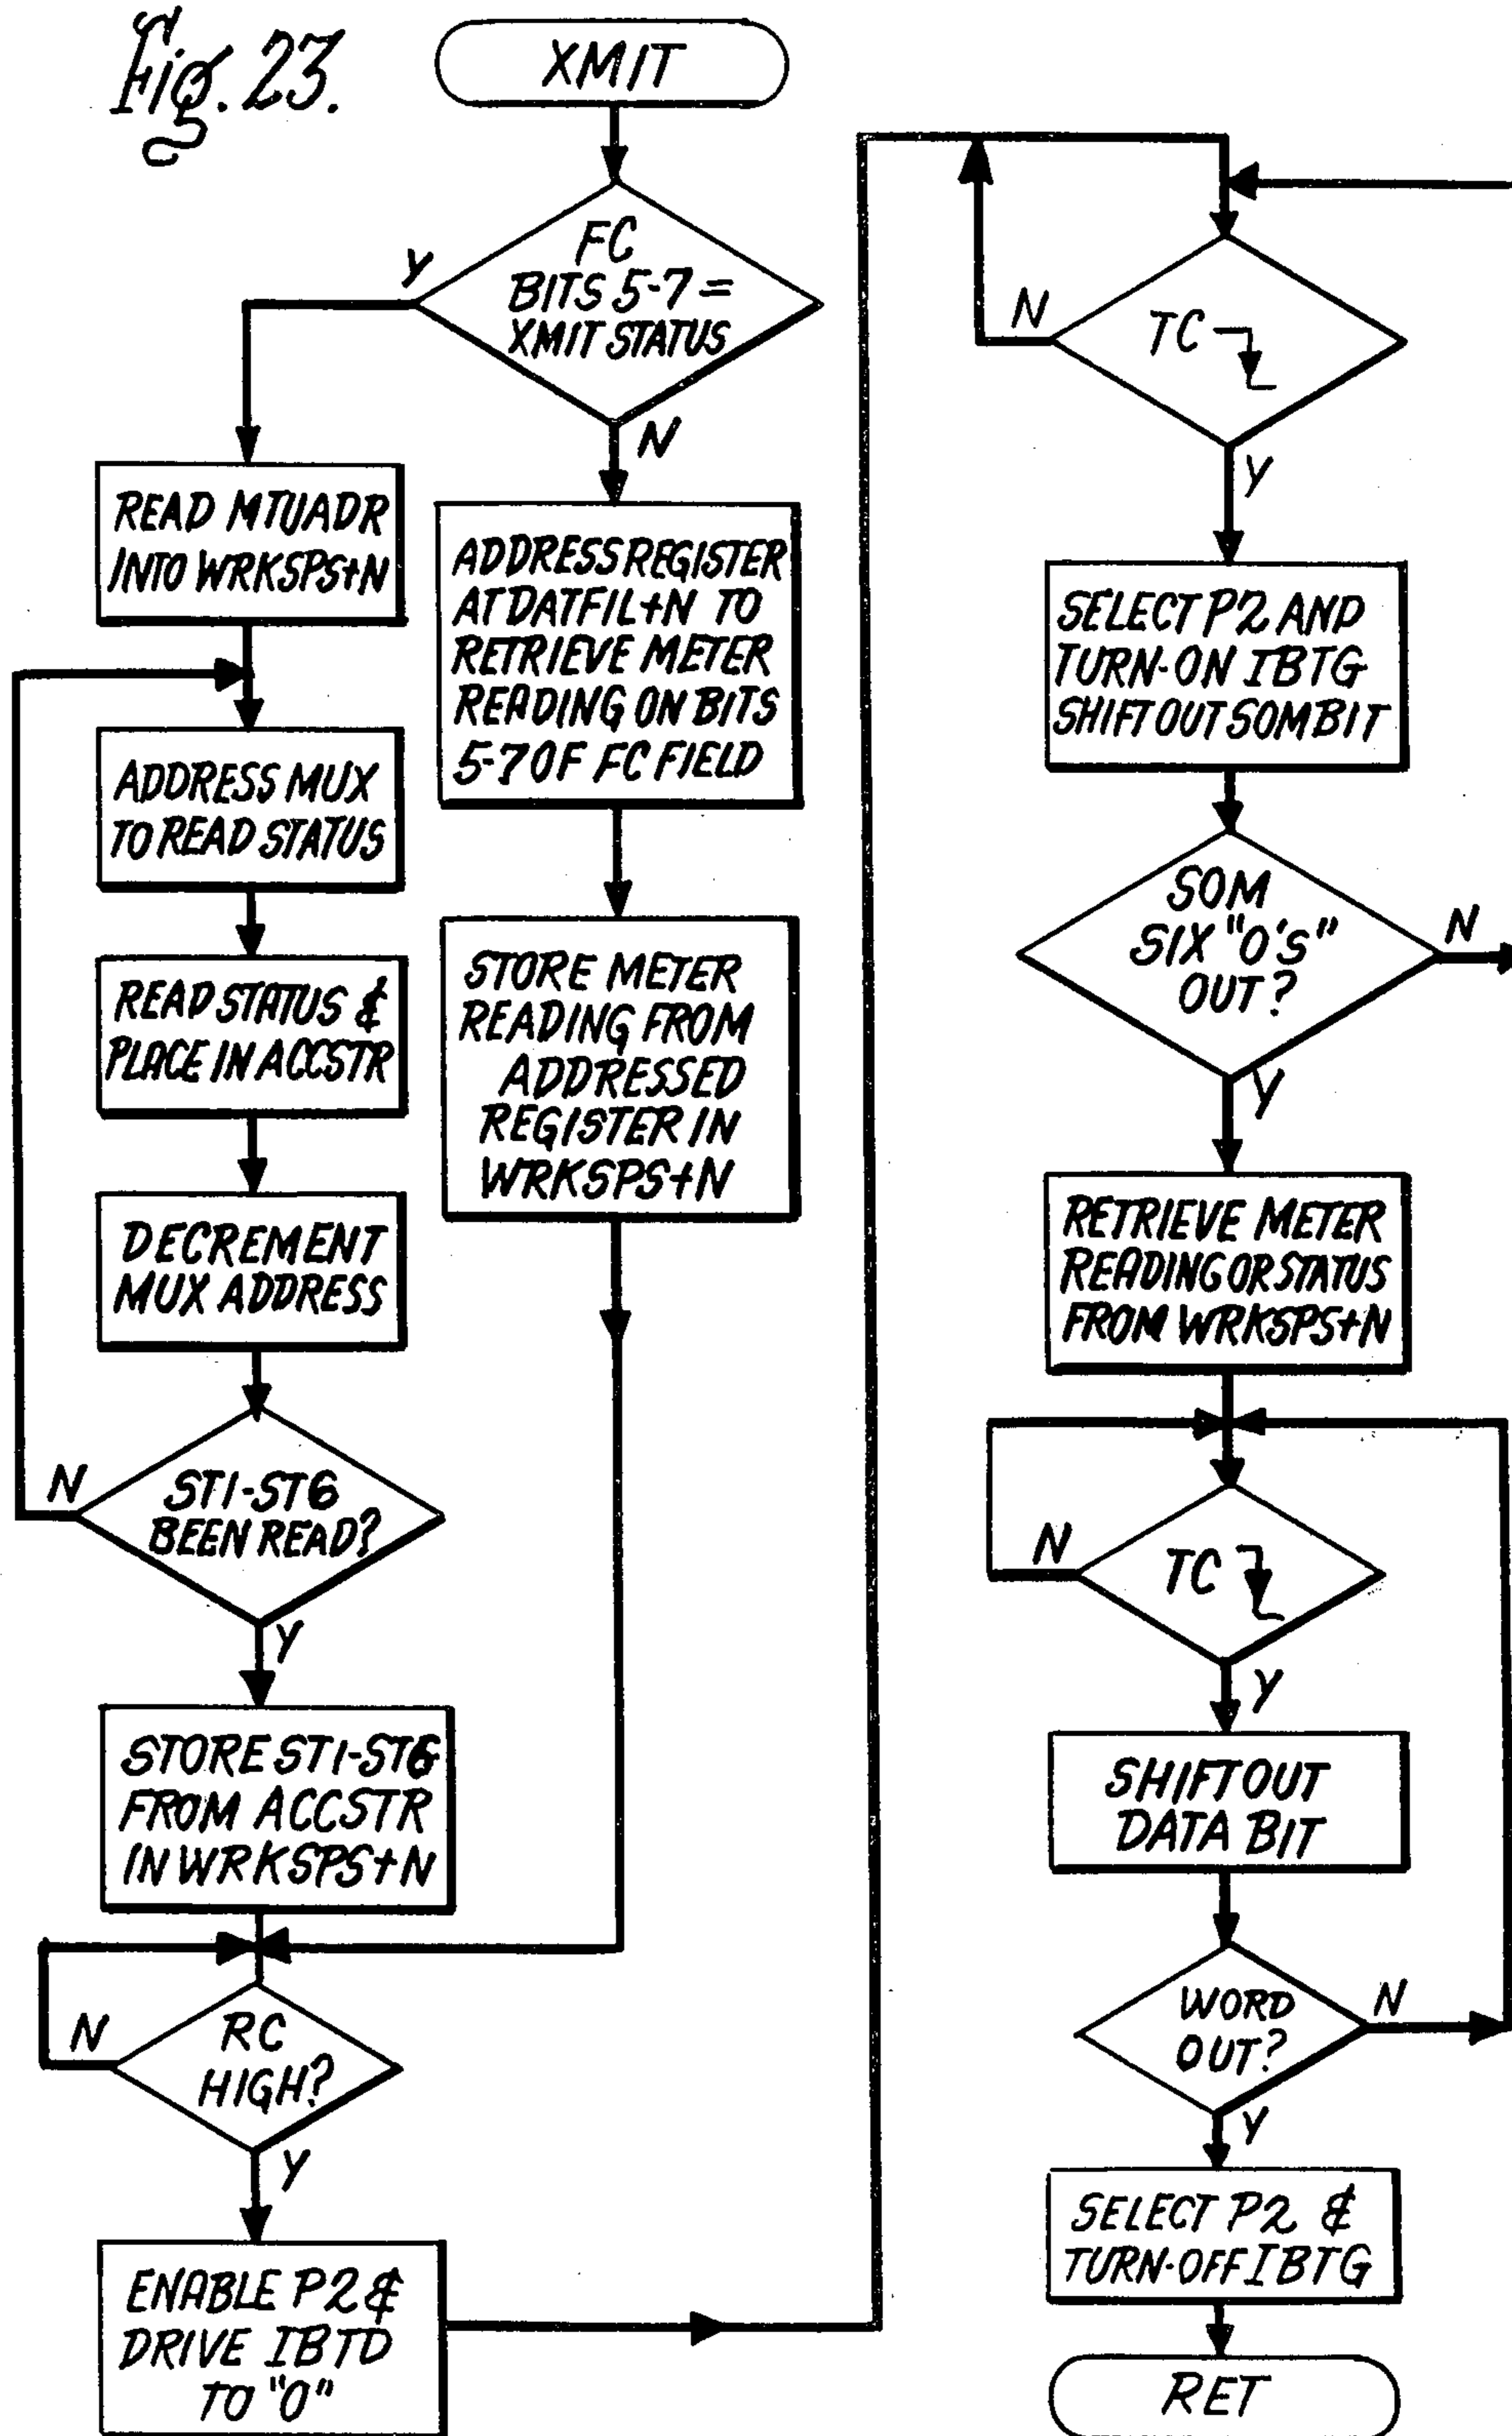 Fig. 23.
XMIT
FC
BITS 5-7 =
XMIT STATUS
Y
N
READ MTUADR
INTO WRKSPS+N
ADDRESS MUX
TO READ STATUS
READ STATUS &
PLACE IN ACCSTR
DECREMENT
MUX ADDRESS
ST1-ST6
BEEN READ?
N
Y
STORE ST1-ST6
FROM ACCSTR
IN WRKSPS+N
RC
HIGH?
N
Y
ENABLE P2 &
DRIVE IBTD
TO "0"
ADDRESS REGISTER
AT DATFIL+N TO
RETRIEVE METER
READING ON BITS
5-7 OF FC FIELD
STORE METER
READING FROM
ADDRESSED
REGISTER IN
WRKSPS+N
TC
N
Y
SELECT P2 AND
TURN-ON IBTG
SHIFT OUT SOM BIT
SOM
SIX "0'S"
OUT?
N
Y
RETRIEVE METER
READING OR STATUS
FROM WRKSPS+N
TC
N
Y
SHIFT OUT
DATA BIT
WORD
OUT?
N
Y
SELECT P2 &
TURN-OFF IBTG
RET